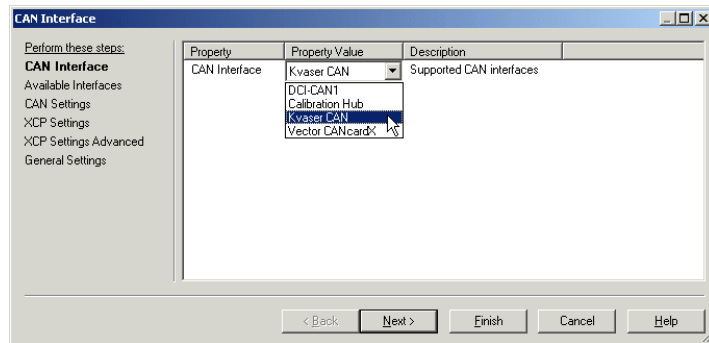 CAN Interface
Perform these steps:
CAN Interface
Available Interfaces
CAN Settings
XCP Settings
XCP Settings Advanced
General Settings
Property Property Value Description
CAN Interface Kvaser CAN Supported CAN interfaces
DCI-CAN1
Calibration Hub
Kvaser CAN
Vector CANcardX
< Back Next > Finish Cancel Help